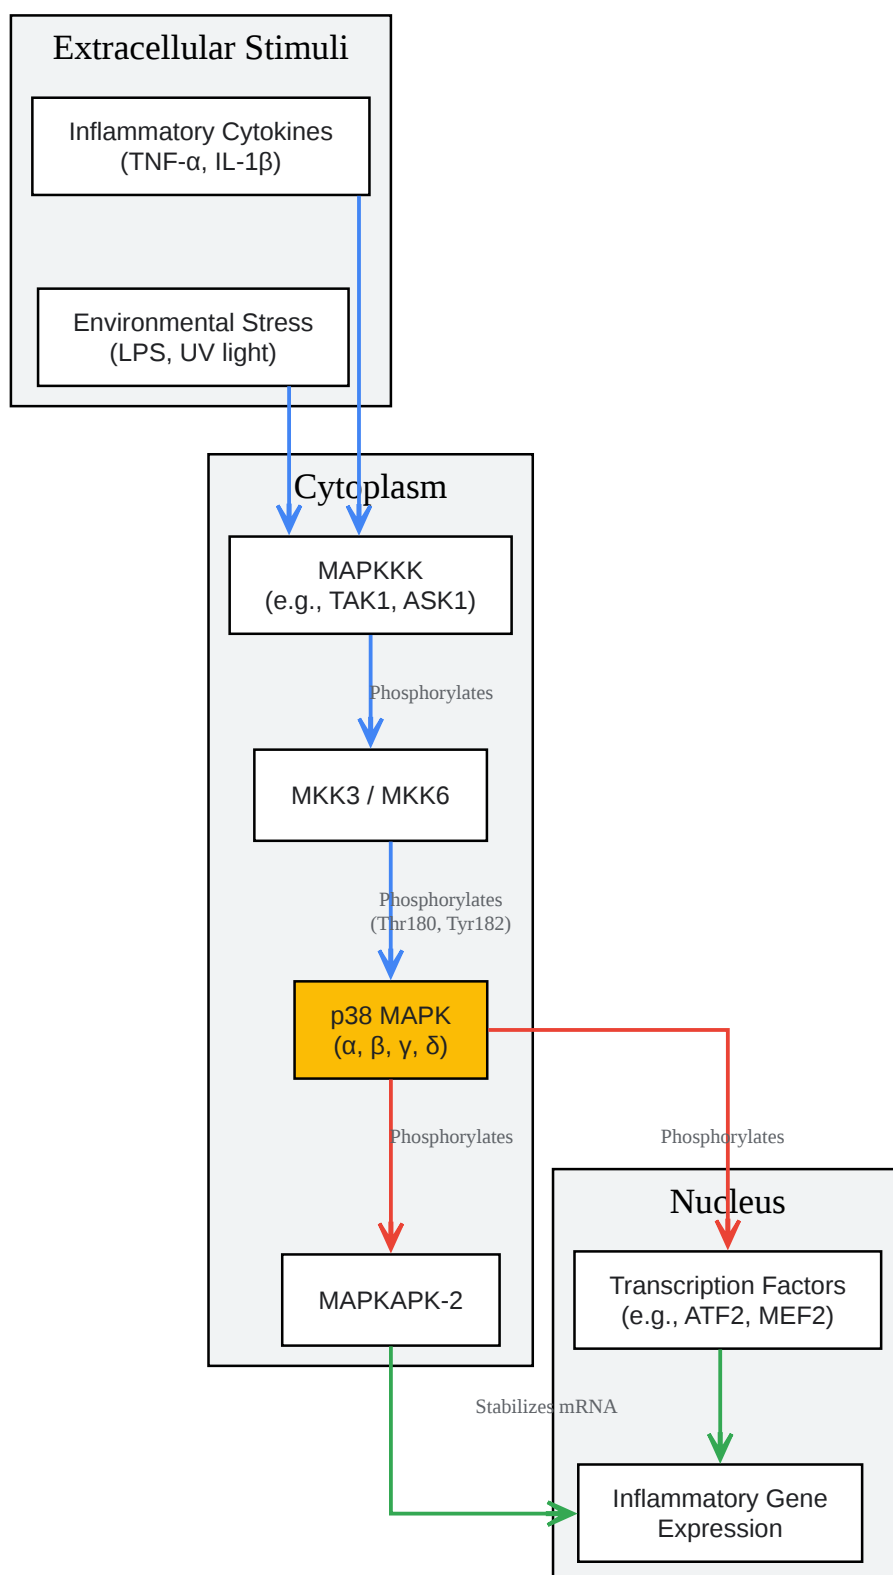 Extracellular Stimuli
Inflammatory Cytokines
(TNF-α, IL-1β)
Environmental Stress
(LPS, UV light)
Cytoplasm
MAPKKK
(e.g., TAK1, ASK1)
Phosphorylates
MKK3 / MKK6
Phosphorylates
(Thr180, Tyr182)
p38 MAPK
(α, β, γ, δ)
Phosphorylates
Phosphorylates
Nucleus
MAPKAPK-2
Transcription Factors
(e.g., ATF2, MEF2)
Stabilizes mRNA
Inflammatory Gene
Expression